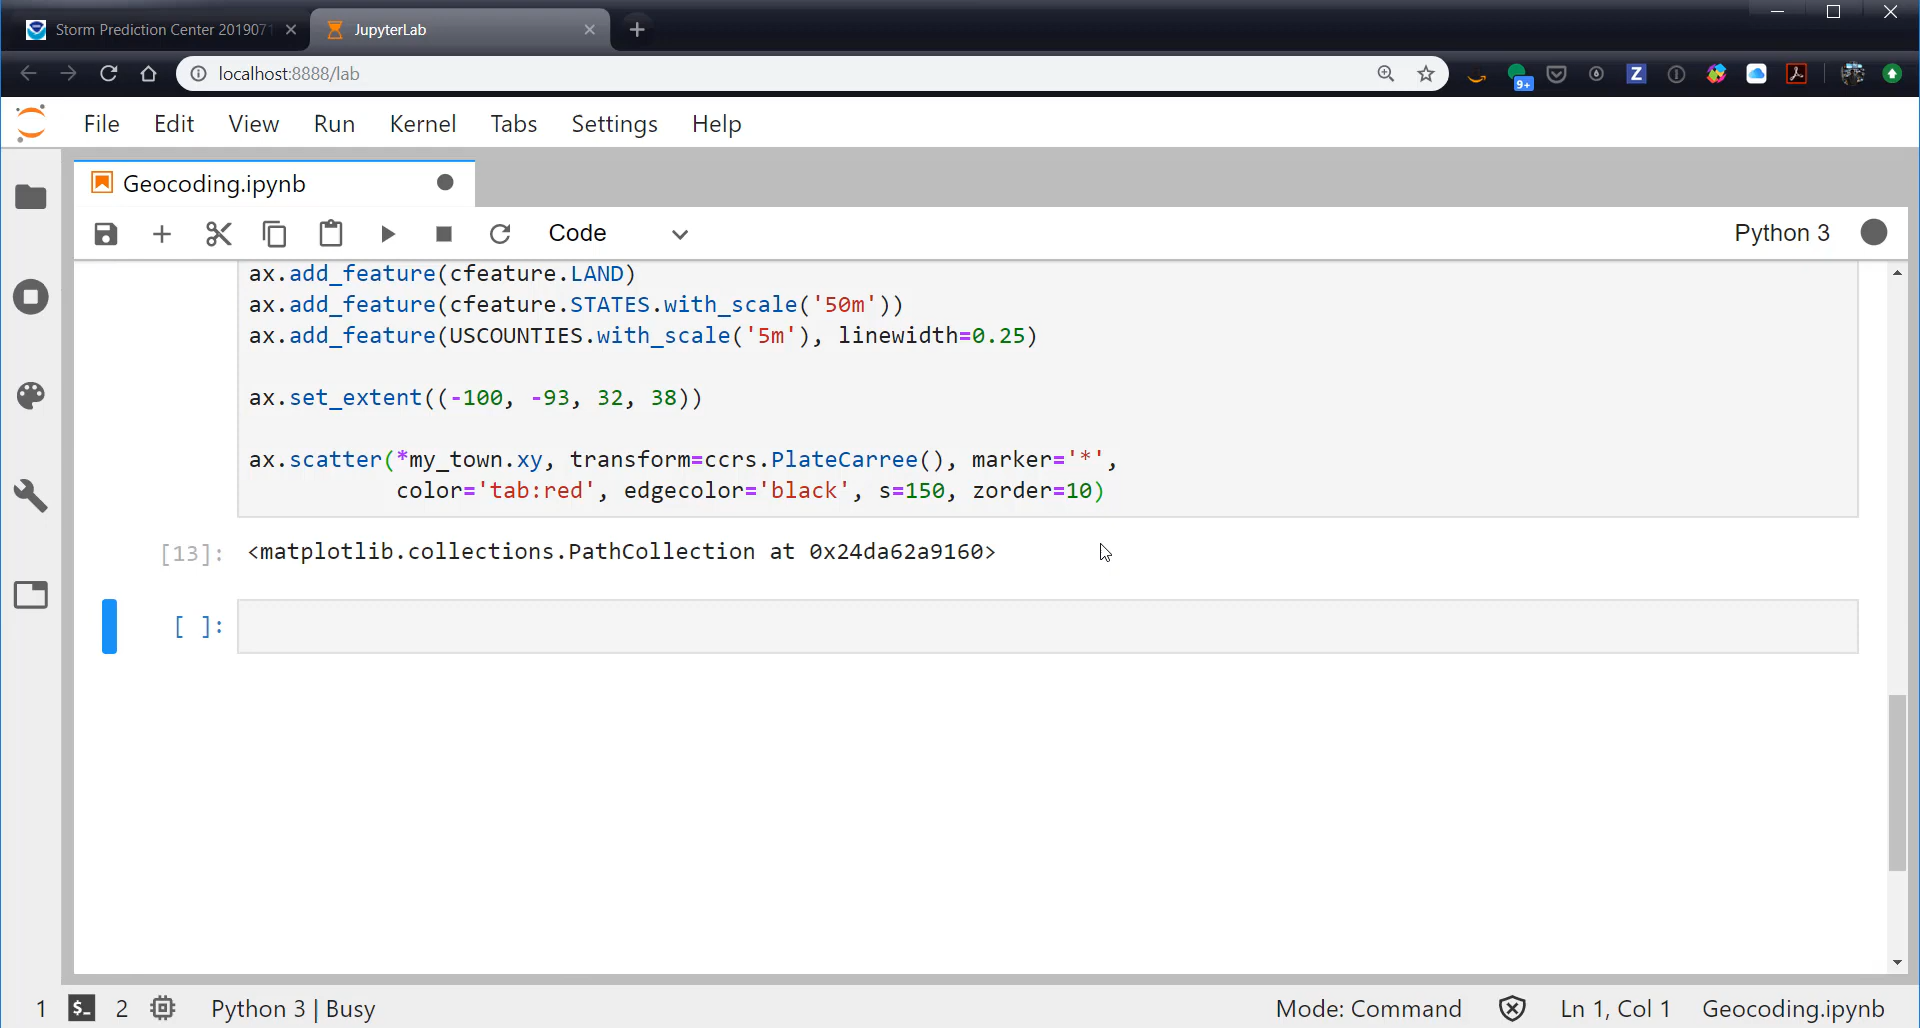 Storm Prediction Center 201907
JupyterLab
localhost:8888/lab
9+
Z
File Edit View Run Kernel Tabs Settings Help
Geocoding.ipynb
Code
Python 3
ax.add_feature(cfeature.LAND)
ax.add_feature(cfeature.STATES.with_scale('50m'))
ax.add_feature(USCOUNTIES.with_scale('5m'), linewidth=0.25)
ax.set_extent((-100, -93, 32, 38))
ax.scatter(*my_town.xy, transform=ccrs.PlateCarree(), marker='*',
color='tab:red', edgecolor='black', s=150, zorder=10)
[13]: <matplotlib.collections.PathCollection at 0x24da62a9160>
[ ]:
1 $_ 2 Python 3 | Busy Mode: Command Ln 1, Col 1 Geocoding.ipynb